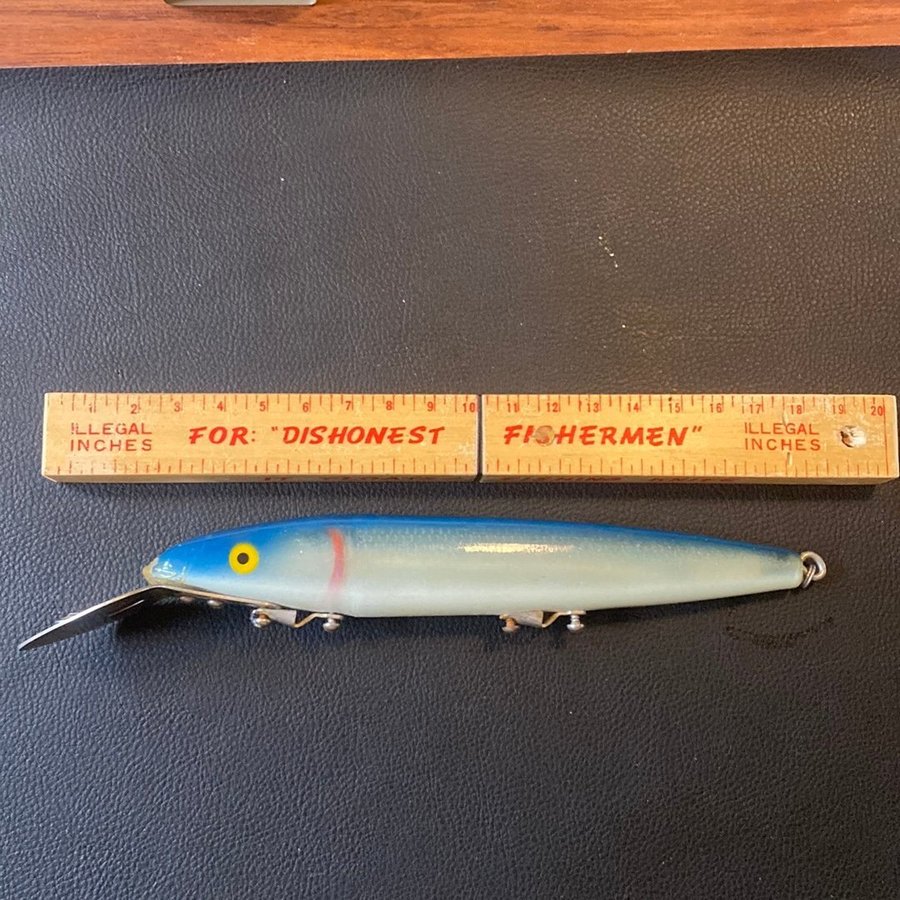 1 2 3 4 5 6 7 8 9 10 11 12 13 14 15 16 17 18 19 20
ILLEGAL INCHES FOR: "DISHONEST FISHERMEN" ILLEGAL INCHES